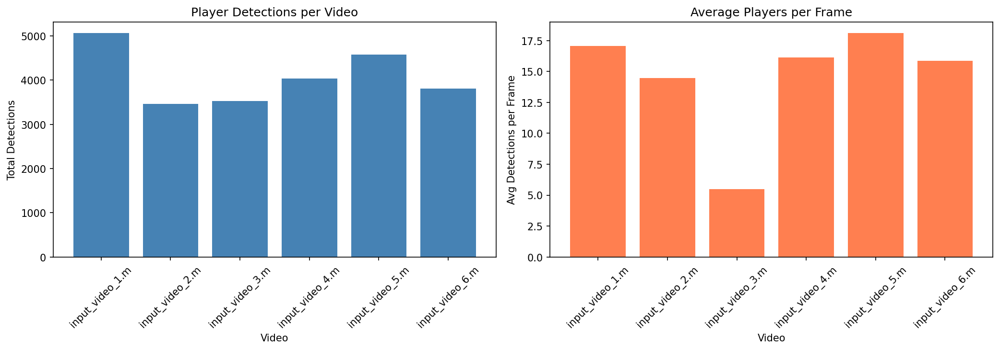 Player Detections per Video
Total Detections
5000
4000
3000
2000
1000
0
input_video_1.m
input_video_2.m
input_video_3.m
input_video_4.m
input_video_5.m
input_video_6.m
Video
Average Players per Frame
Avg Detections per Frame
17.5
15.0
12.5
10.0
7.5
5.0
2.5
0.0
input_video_1.m
input_video_2.m
input_video_3.m
input_video_4.m
input_video_5.m
input_video_6.m
Video